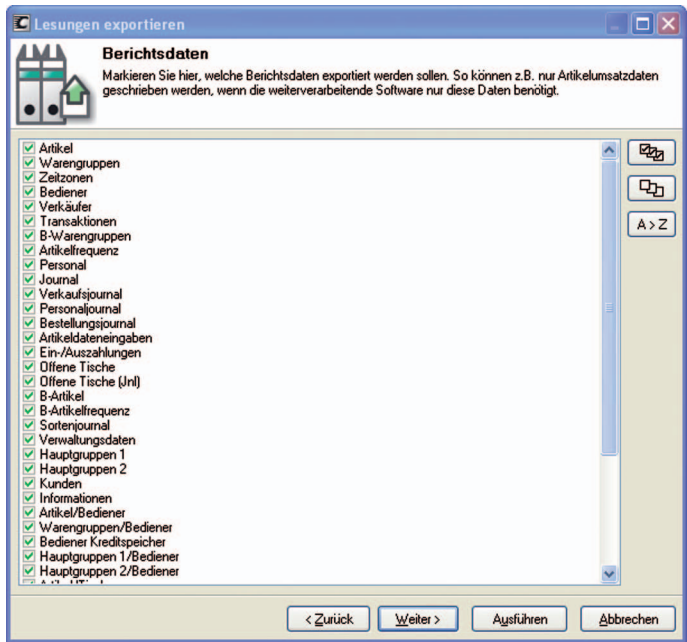 Lesungen exportieren
Berichtsdaten
Markieren Sie hier, welche Berichtsdaten exportiert werden sollen. So können z.B. nur Artikelumsatzdaten
geschrieben werden, wenn die weiterverarbeitende Software nur diese Daten benötigt.
Artikel
Warengruppen
Zeitzonen
Bediener
Verkäufer
Transaktionen
B-Warengruppen
Artikelfrequenz
Personal
Journal
Verkaufsjournal
Personaljournal
Bestellungsjournal
Artikeldateneingaben
Ein-/Auszahlungen
Offene Tische
Offene Tische (Jnl)
B-Artikel
B-Artikelfrequenz
Sortenjournal
Verwaltungsdaten
Hauptgruppen 1
Hauptgruppen 2
Kunden
Informationen
Artikel/Bediener
Warengruppen/Bediener
Bediener Kreditspeicher
Hauptgruppen 1/Bediener
Hauptgruppen 2/Bediener
A>Z
< Zurück
Weiter >
Ausführen
Abbrechen